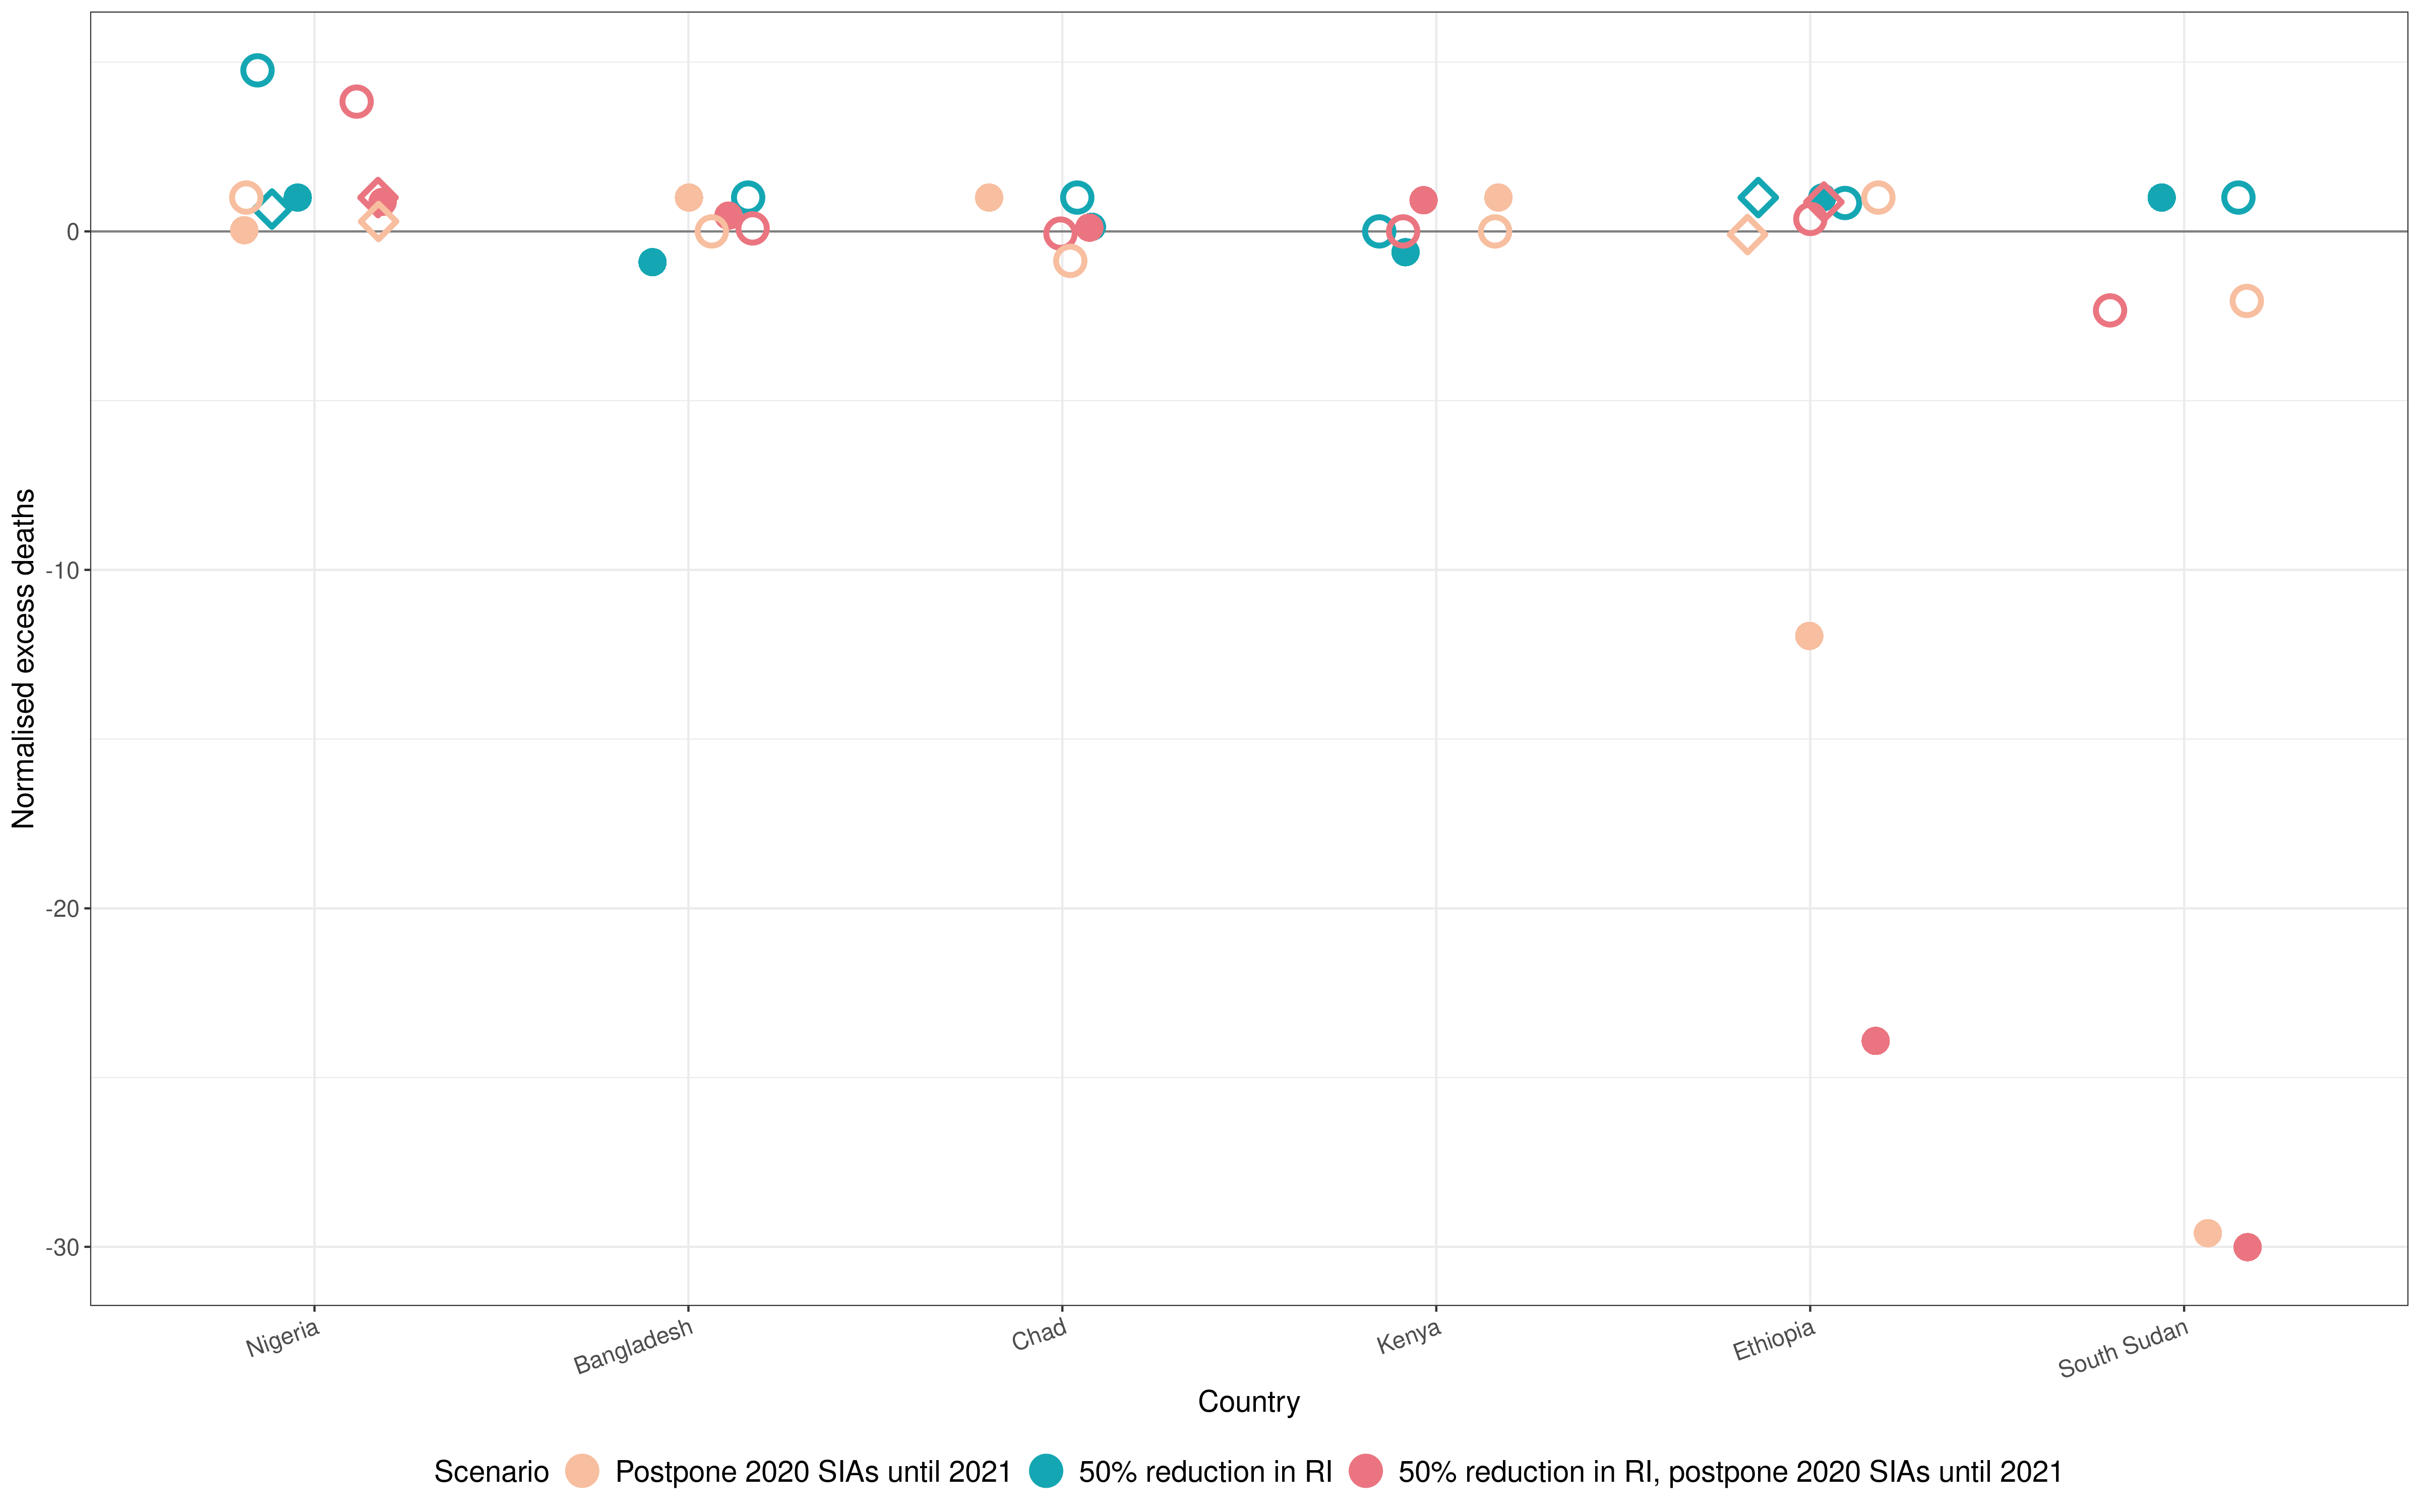 Normalised excess deaths
0
-10
-20
-30
Nigeria
Bangladesh
Chad
Kenya
Ethiopia
South Sudan
Country
Scenario Postpone 2020 SIAs until 2021 50% reduction in RI 50% reduction in RI, postpone 2020 SIAs until 2021